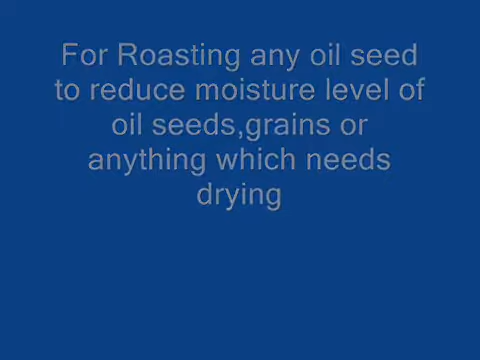 For Roasting any oil seed
to reduce moisture level of
oil seeds,grains or
anything which needs
drying